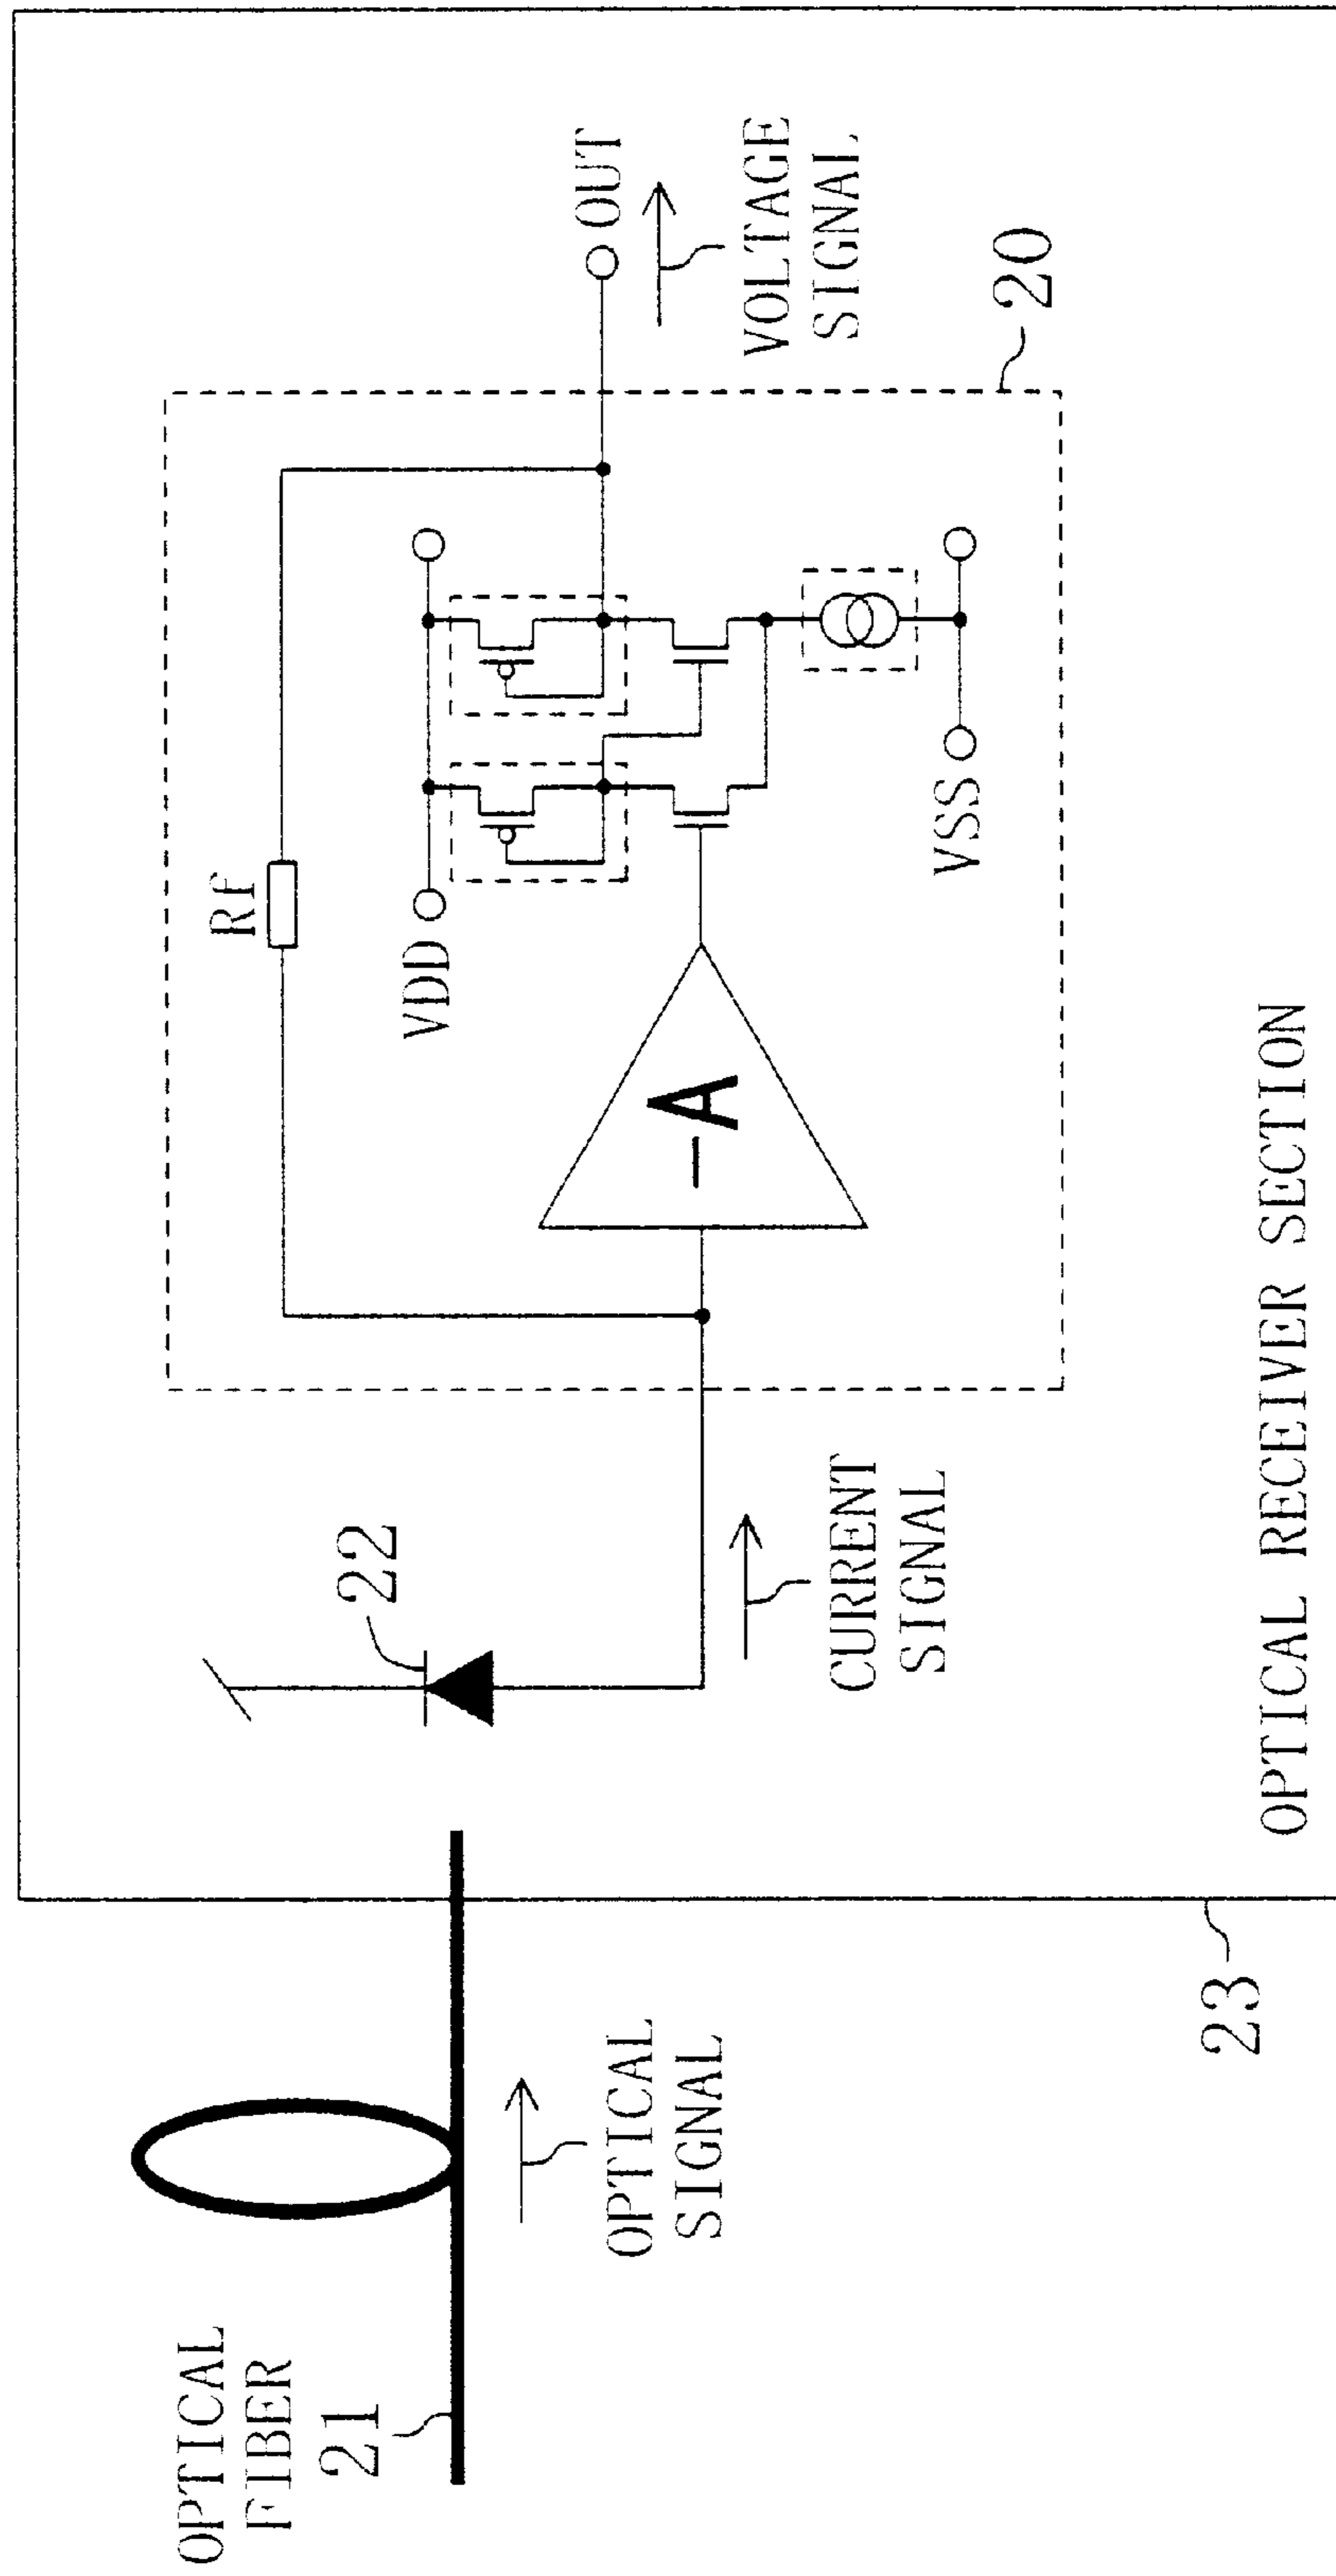 OPTICAL
FIBER
21
OPTICAL
SIGNAL
22
CURRENT
SIGNAL
Rf
VDD
-A
VSS
OUT
VOLTAGE
SIGNAL
20
23
OPTICAL RECEIVER SECTION